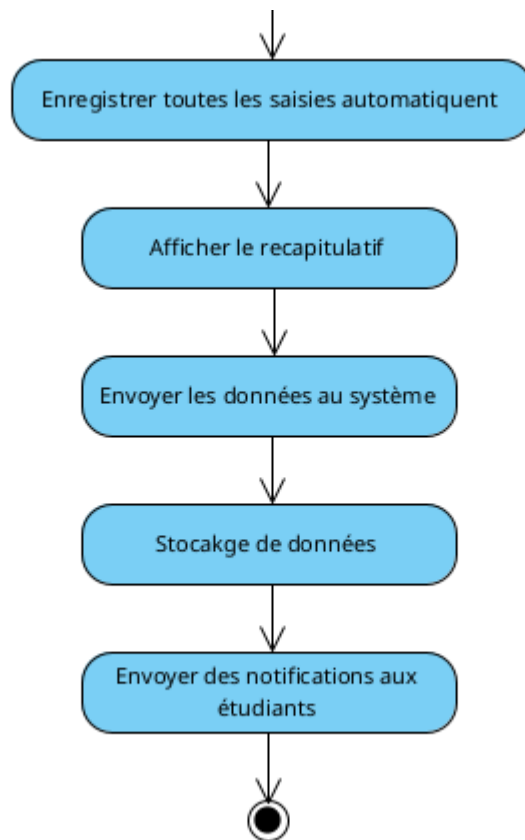 Enregistrer toutes les saisies automatiquent
Afficher le recapitulatif
Envoyer les données au système
Stocakge de données
Envoyer des notifications aux
étudiants